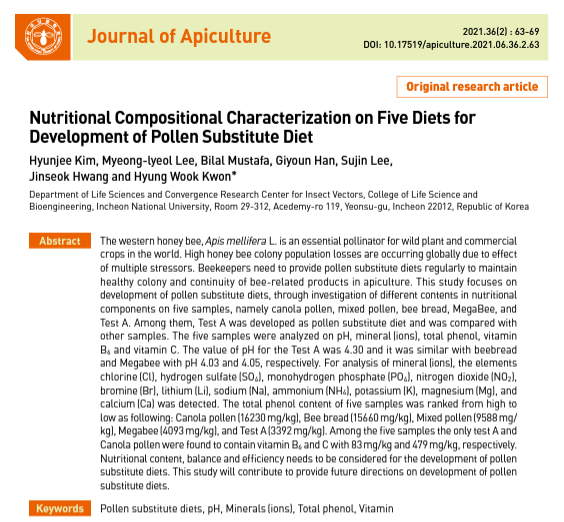 Journal of Apiculture
2021.36(2) : 63-69
DOI: 10.17519/apiculture.2021.06.36.2.63
Original research article
Nutritional Compositional Characterization on Five Diets for
Development of Pollen Substitute Diet
Hyunjee Kim, Myeong-lyeol Lee, Bilal Mustafa, Giyoun Han, Sujin Lee,
Jinseok Hwang and Hyung Wook Kwon*
Department of Life Sciences and Convergence Research Center for Insect Vectors, College of Life Science and
Bioengineering, Incheon National University, Room 29-312, Acedemy-ro 119, Yeonsu-gu, Incheon 22012, Republic of Korea
Abstract
The western honey bee, Apis mellifera L. is an essential pollinator for wild plant and commercial
crops in the world. High honey bee colony population losses are occurring globally due to effect
of multiple stressors. Beekeepers need to provide pollen substitute diets regularly to maintain
healthy colony and continuity of bee-related products in apiculture. This study focuses on
development of pollen substitute diets, through investigation of different contents in nutritional
components on five samples, namely canola pollen, mixed pollen, bee bread, MegaBee, and
Test A. Among them, Test A was developed as pollen substitute diet and was compared with
other samples. The five samples were analyzed on pH, mineral (ions), total phenol, vitamin
B₆ and vitamin C. The value of pH for the Test A was 4.30 and it was similar with beebread
and Megabee with pH 4.03 and 4.05, respectively. For analysis of mineral (ions), the elements
chlorine (Cl), hydrogen sulfate (SO₄), monohydrogen phosphate (PO₄), nitrogen dioxide (NO₂),
bromine (Br), lithium (Li), sodium (Na), ammonium (NH₄), potassium (K), magnesium (Mg), and
calcium (Ca) was detected. The total phenol content of five samples was ranked from high to
low as following: Canola pollen (16230 mg/kg), Bee bread (15660 mg/kg), Mixed pollen (9588 mg/
kg), Megabee (4093 mg/kg), and Test A (3392 mg/kg). Among the five samples the only test A and
Canola pollen were found to contain vitamin B₆ and C with 83 mg/kg and 479 mg/kg, respectively.
Nutritional content, balance and efficiency needs to be considered for the development of pollen
substitute diets. This study will contribute to provide future directions on development of pollen
substitute diets.
Keywords
Pollen substitute diets, pH, Minerals (ions), Total phenol, Vitamin